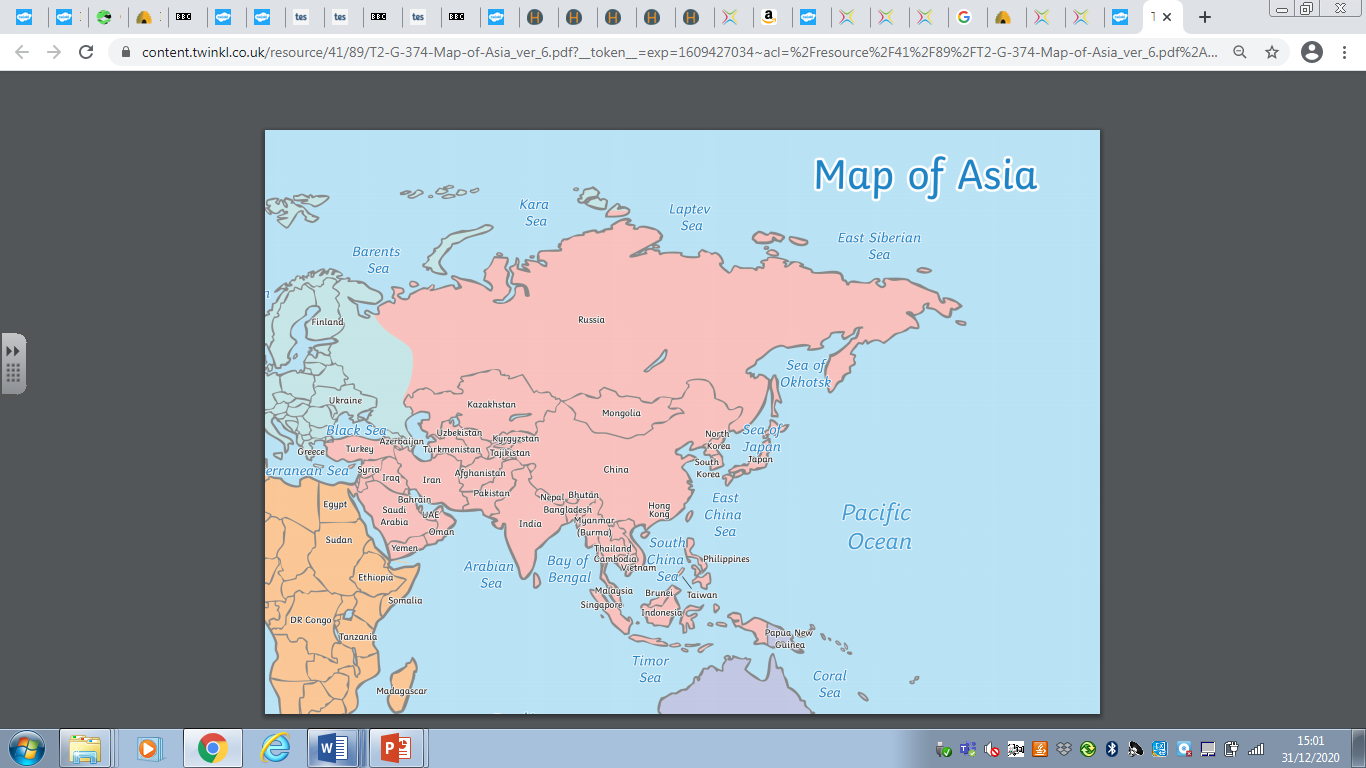 tes
tes
BBC
tes
BBC
BBC
content.twinkl.co.uk/resource/41/89/T2-G-374-Map-of-Asia_ver_6.pdf?__token__=exp=1609427034~acl=%2Fresource%2F41%2F89%2FT2-G-374-Map-of-Asia_ver_6.pdf%2A...
Map of Asia
Kara
Sea
Laptev
Sea
East Siberian
Sea
Barents
Sea
Finland
Russia
Sea of
Okhotsk
Ukraine
Kazakhstan
Mongolia
Black Sea
Azerbaijan
Uzbekistan
Kyrgyzstan
North
Korea
Sea of
Japan
Greece
Turkey
Turkmenistan
Tajikistan
South
Korea
Japan
erranean Sea
Syria
Iraq
Iran
Afghanistan
China
Pakistan
Egypt
Bahrain
Saudi
Arabia
UAE
Oman
Nepal
Bhutan
Bangladesh
India
Myanmar
(Burma)
Hong
Kong
East
China
Sea
Pacific
Ocean
Sudan
Yemen
Thailand
Cambodia
Vietnam
South
China
Sea
Philippines
Arabian
Sea
Bay of
Bengal
Ethiopia
Somalia
Malaysia
Singapore
Brunei
Taiwan
Indonesia
DR Congo
Tanzania
Papua New
Guinea
Timor
Sea
Coral
Sea
Madagascar
15:01
31/12/2020